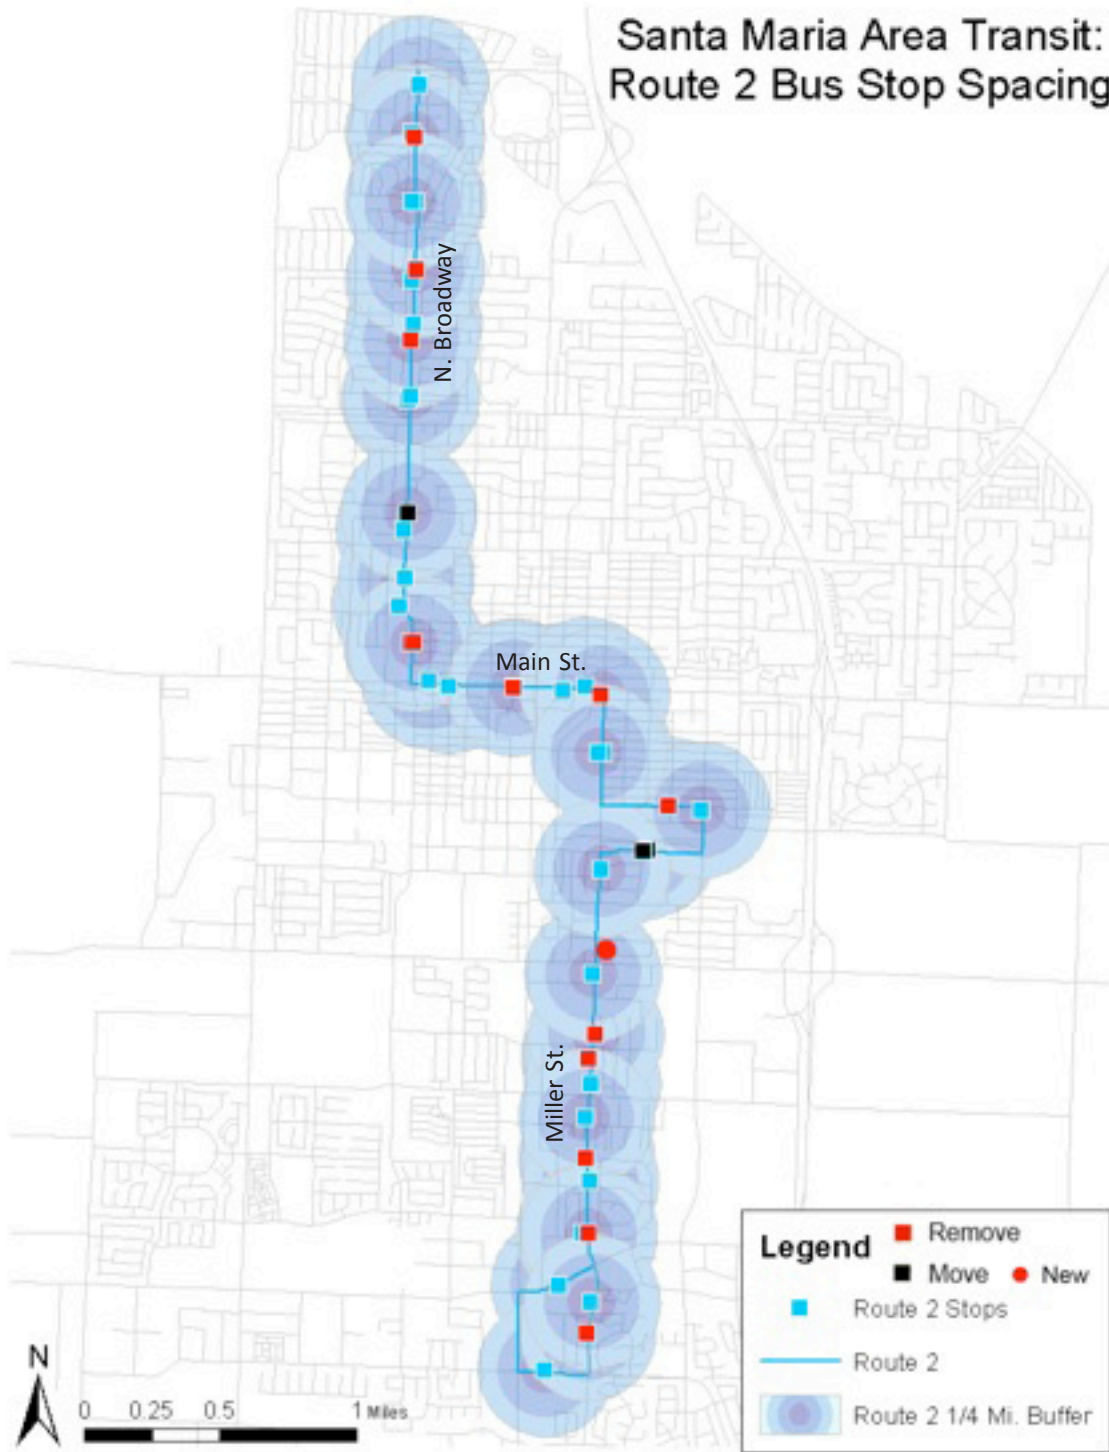 Santa Maria Area Transit:
Route 2 Bus Stop Spacing
N. Broadway
Main St.
Miller St.
Legend
Remove
Move
New
Route 2 Stops
Route 2
Route 2 1/4 Mi. Buffer
N
0 0.25 0.5 1 Miles